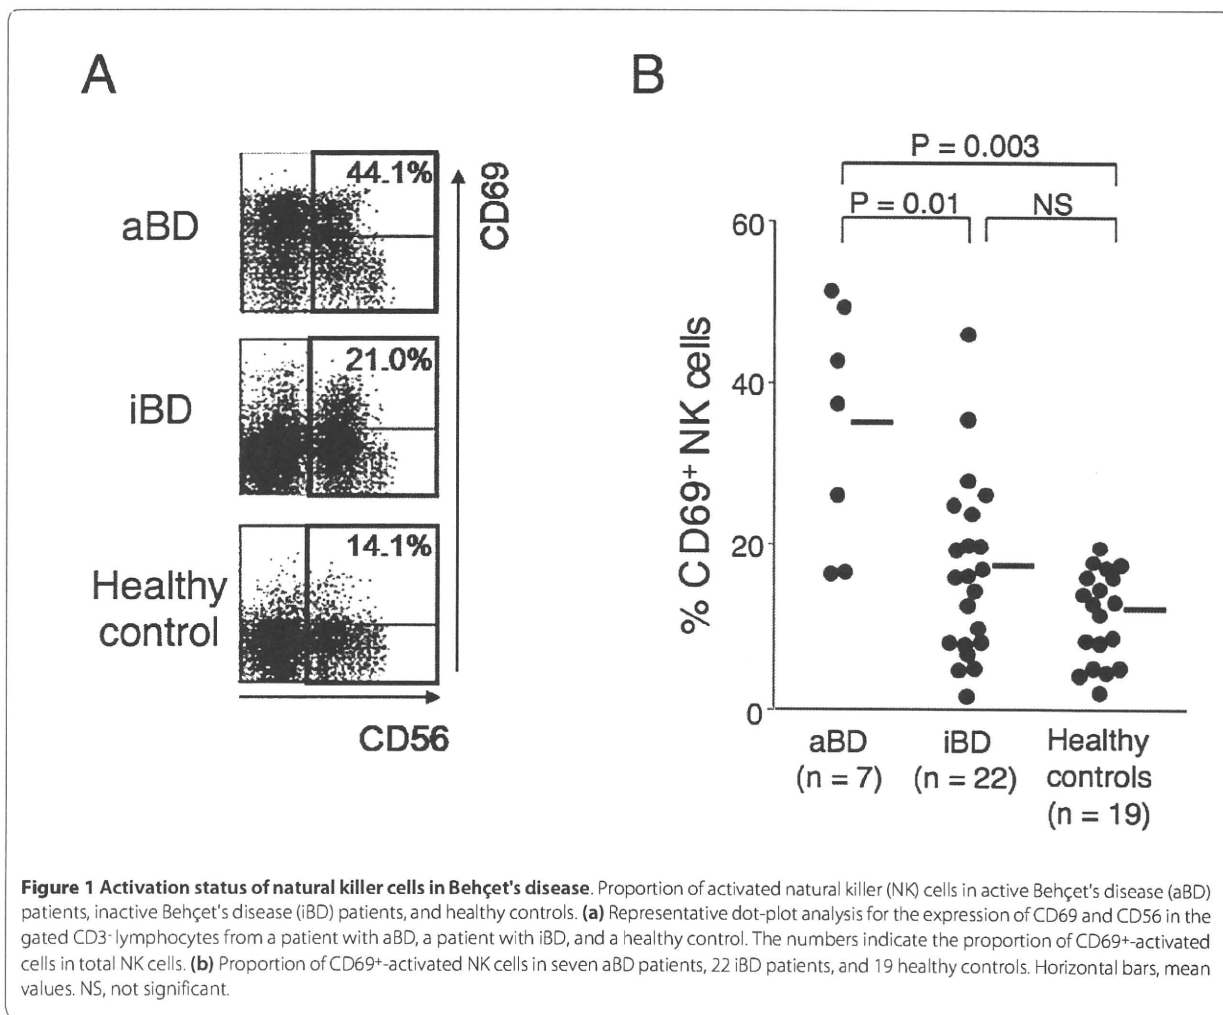 A
aBD
44.1%
iBD
21.0%
Healthy
control
14.1%
CD69
CD56
B
P = 0.003
P = 0.01
NS
% CD69⁺ NK cells
60
40
20
0
aBD
(n = 7)
iBD
(n = 22)
Healthy
controls
(n = 19)
Figure 1 Activation status of natural killer cells in Behçet's disease. Proportion of activated natural killer (NK) cells in active Behçet's disease (aBD)
patients, inactive Behçet's disease (iBD) patients, and healthy controls. (a) Representative dot-plot analysis for the expression of CD69 and CD56 in the
gated CD3⁻ lymphocytes from a patient with aBD, a patient with iBD, and a healthy control. The numbers indicate the proportion of CD69⁺-activated
cells in total NK cells. (b) Proportion of CD69⁺-activated NK cells in seven aBD patients, 22 iBD patients, and 19 healthy controls. Horizontal bars, mean
values. NS, not significant.